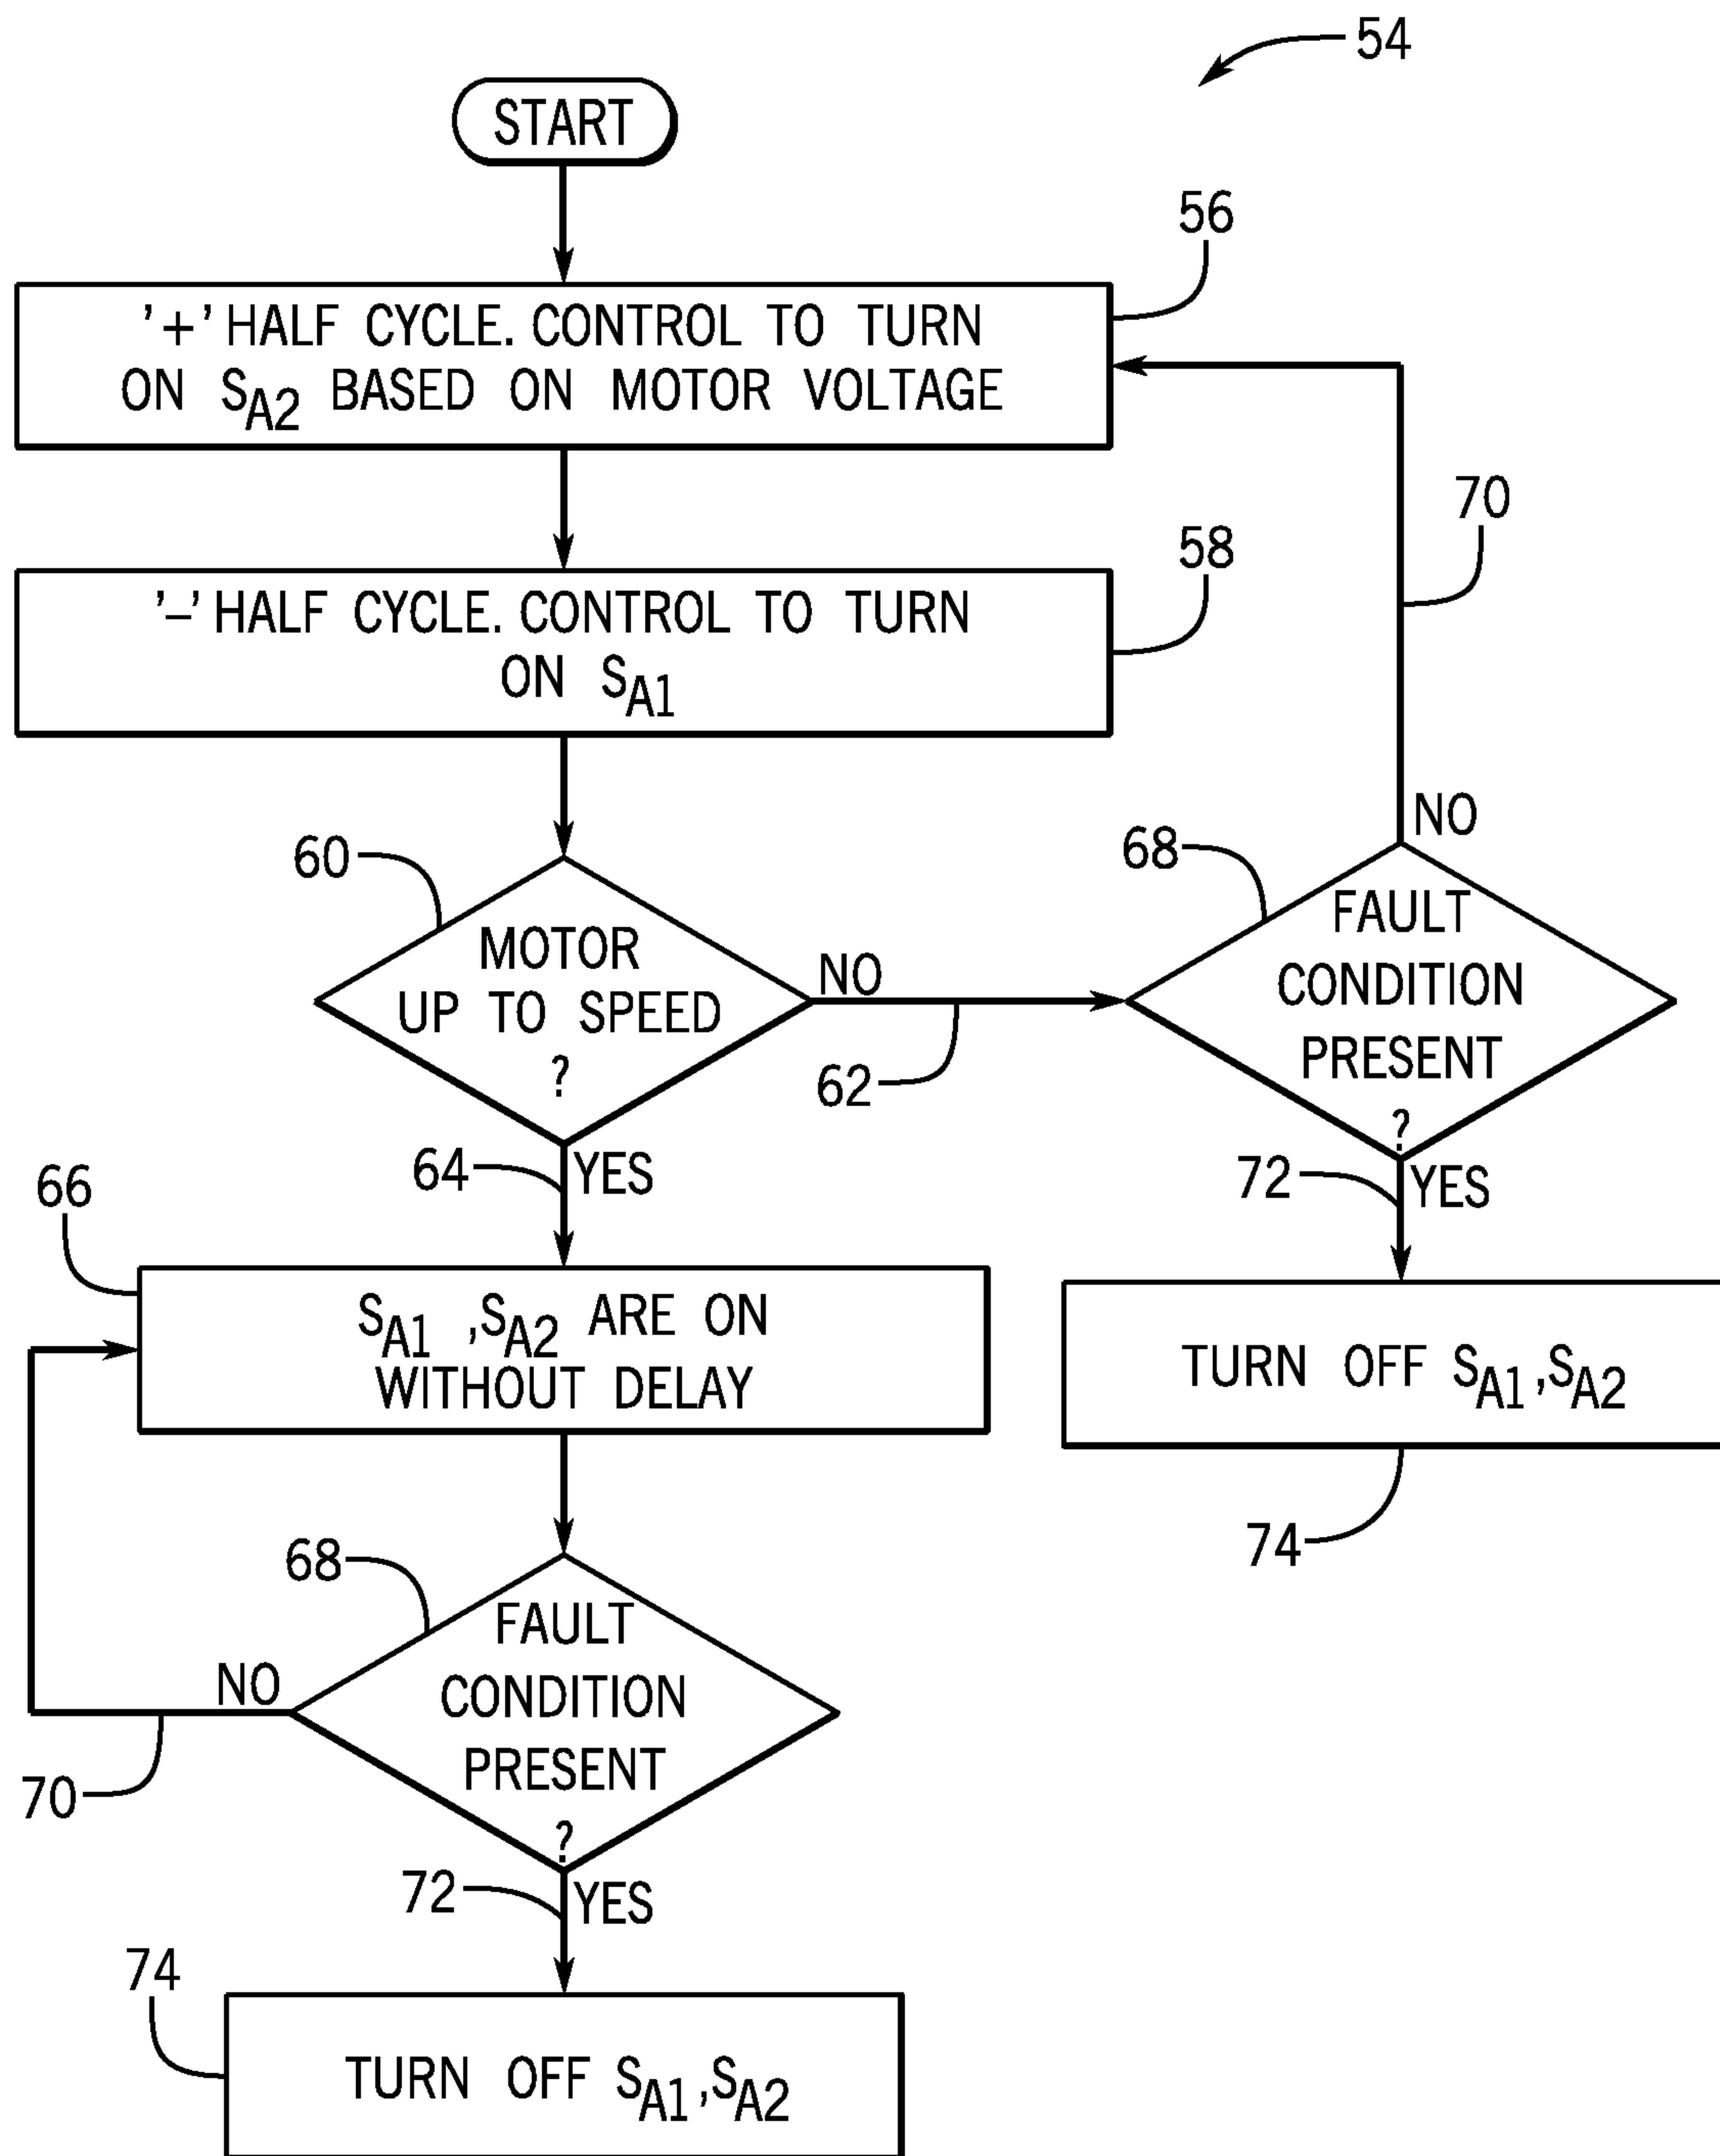 54
START
56
'+' HALF CYCLE. CONTROL TO TURN
ON SA2 BASED ON MOTOR VOLTAGE
70
58
'–' HALF CYCLE. CONTROL TO TURN
ON SA1
60
MOTOR
UP TO SPEED
?
NO
62
68
NO
FAULT
CONDITION
PRESENT
?
64
YES
72
YES
66
SA1 ,SA2 ARE ON
WITHOUT DELAY
TURN OFF SA1,SA2
74
68
FAULT
CONDITION
PRESENT
?
NO
70
72
YES
74
TURN OFF SA1,SA2